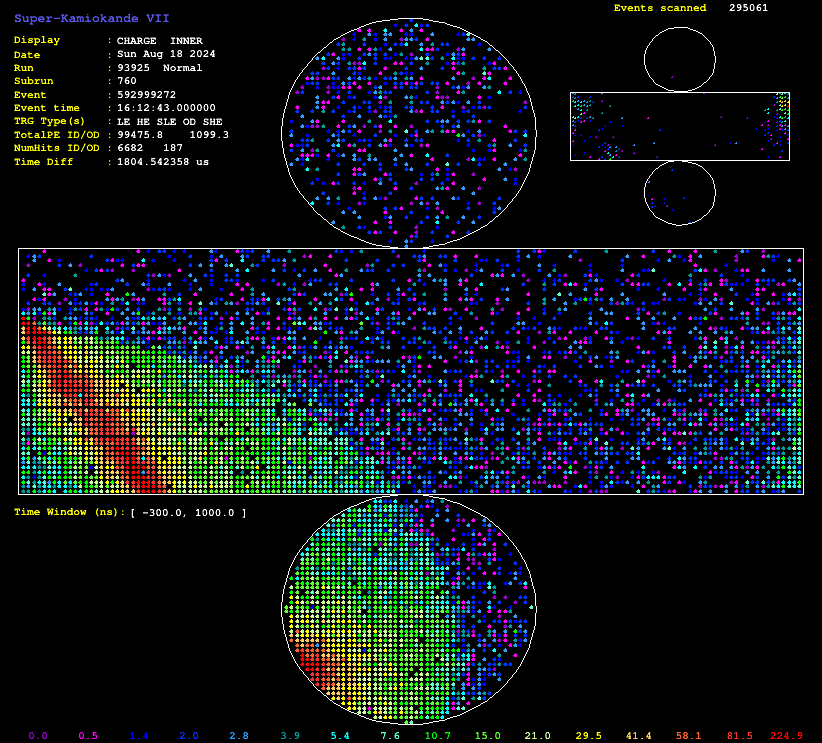 Super-Kamiokande VII
Events scanned 295061
Display : CHARGE INNER
Date : Sun Aug 18 2024
Run : 93925 Normal
Subrun : 760
Event : 592999272
Event time : 16:12:43.000000
TRG Type(s) : LE HE SLE OD SHE
TotalPE ID/OD : 99475.8 1099.3
NumHits ID/OD : 6682 187
Time Diff : 1804.542358 us
Time Window (ns): [ -300.0, 1000.0 ]
0.0 0.5 1.4 2.0 2.8 3.9 5.4 7.6 10.7 15.0 21.0 29.5 41.4 58.1 81.5 224.9